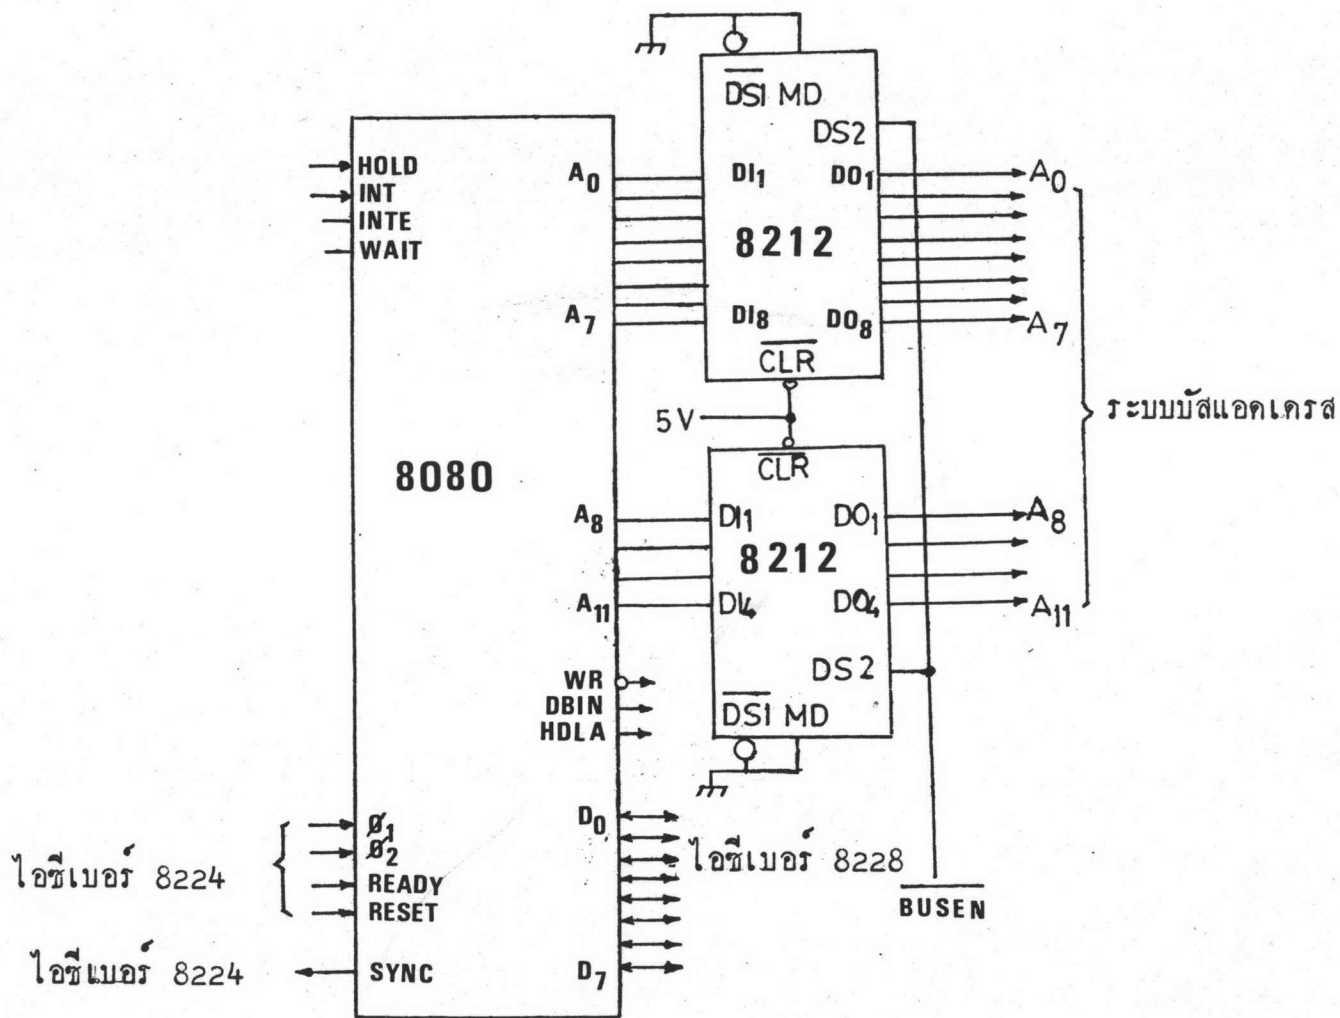 DS1 MD
DS2
HOLD
INT
INTE
WAIT
A0
DI1
DO1
A0
8212
A7
DI8
DO8
A7
CLR
5V
ระบบบัสแอดเดรส
CLR
8080
A8
DI1
DO1
A8
8212
A11
DI4
DO4
A11
WR
DBIN
HDLA
DS2
DS1 MD
Ø1
Ø2
READY
RESET
ไอซีเบอร์ 8224
D0
ไอซีเบอร์ 8228
BUSEN
ไอซีเบอร์ 8224
SYNC
D7